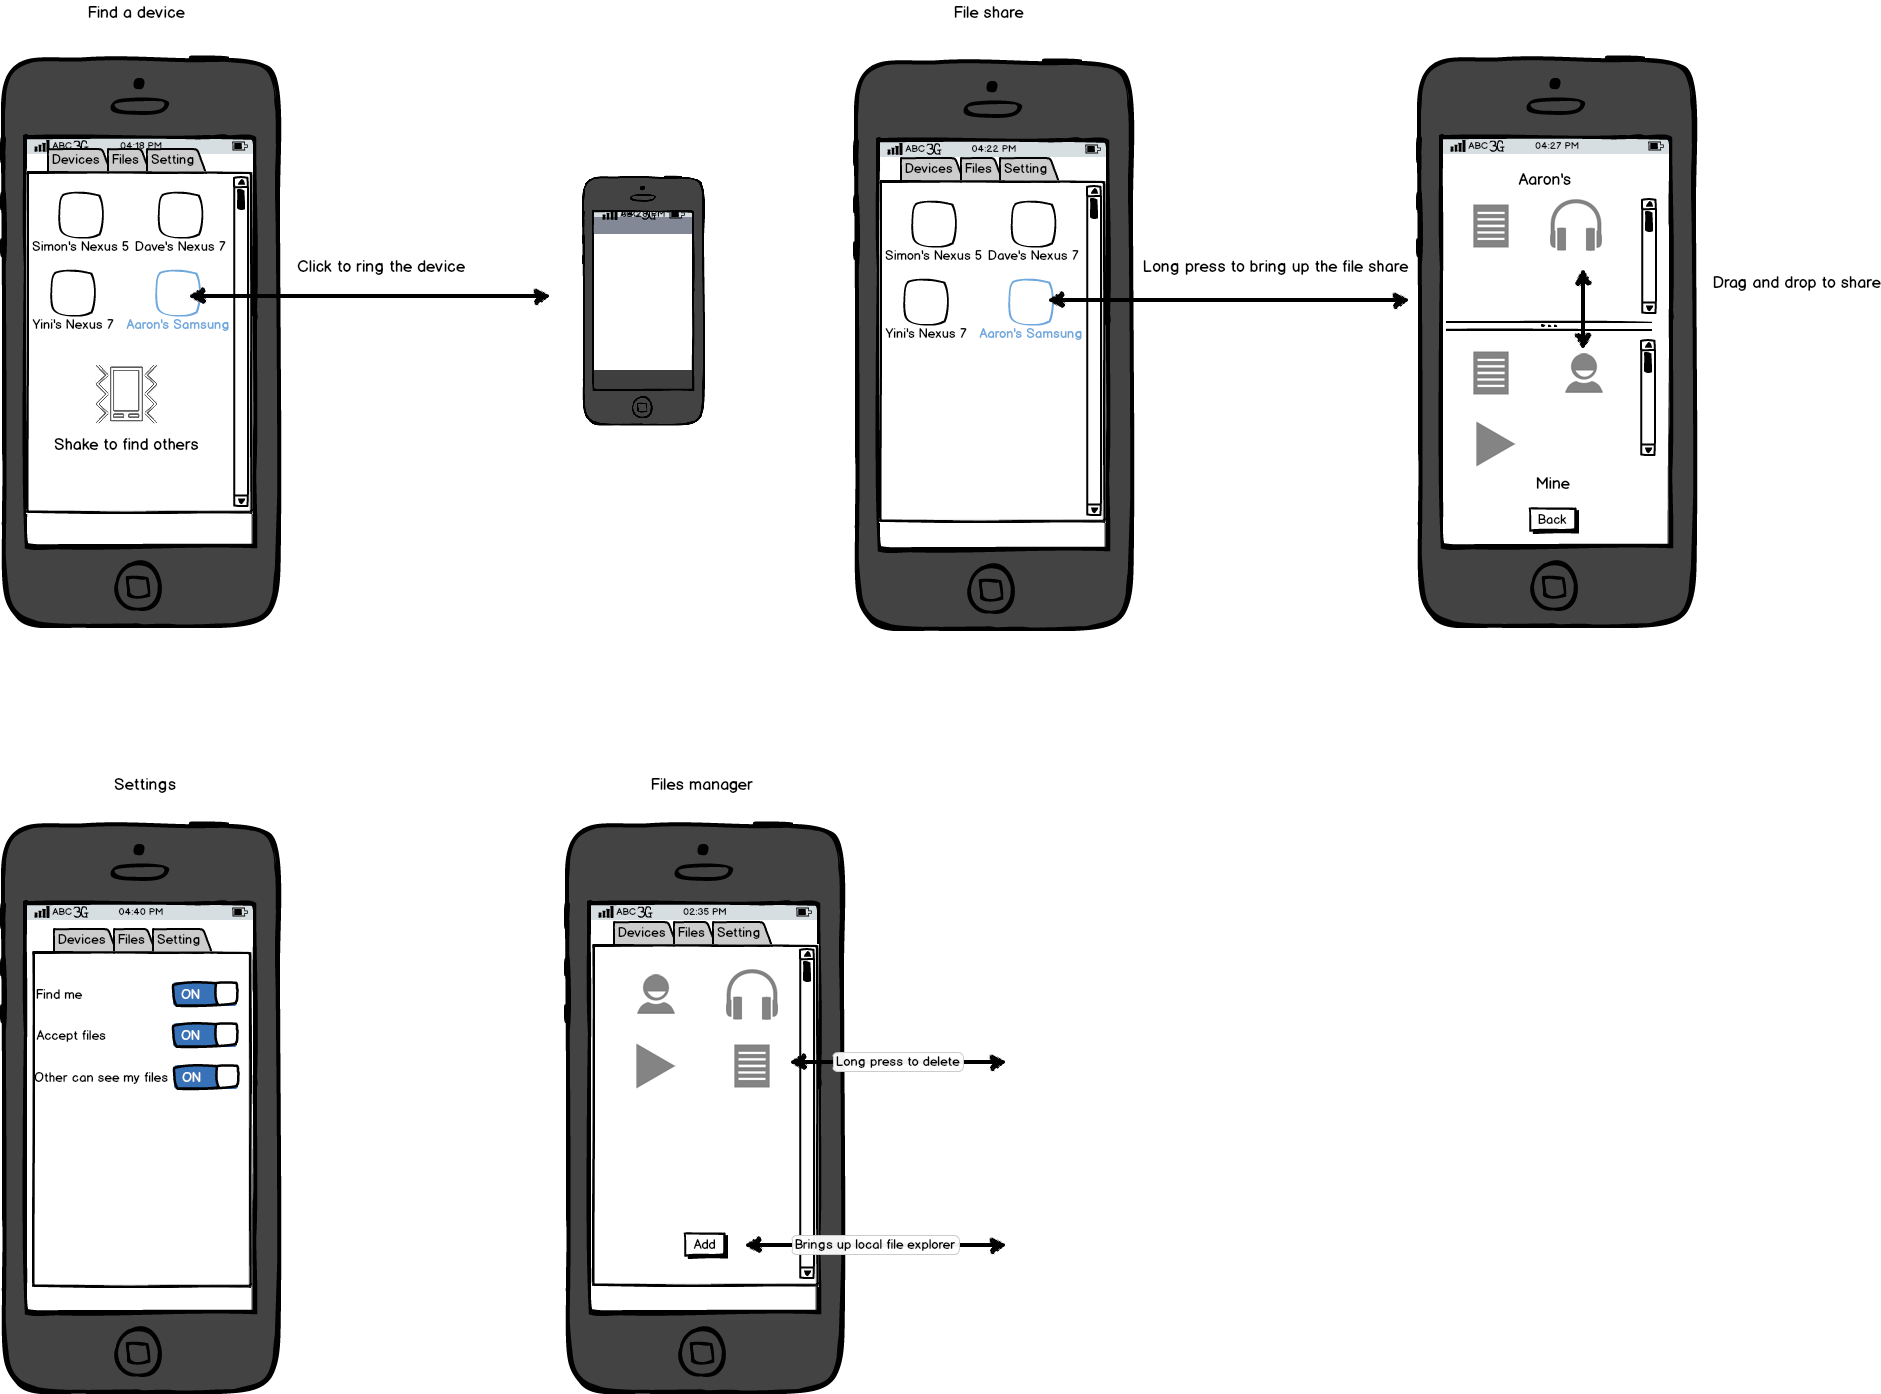 Find a device
File share
ABC 3G 04:18 PM
Devices Files Setting
Simon's Nexus 5 Dave's Nexus 7
Yini's Nexus 7 Aaron's Samsung
Shake to find others
Click to ring the device
ABC 3G 04:22 PM
Devices Files Setting
Simon's Nexus 5 Dave's Nexus 7
Yini's Nexus 7 Aaron's Samsung
Long press to bring up the file share
ABC 3G 04:27 PM
Aaron's
Mine
Back
Drag and drop to share
Settings
Files manager
ABC 3G 04:40 PM
Devices Files Setting
Find me ON
Accept files ON
Other can see my files ON
ABC 3G 02:35 PM
Devices Files Setting
Long press to delete
Add
Brings up local file explorer